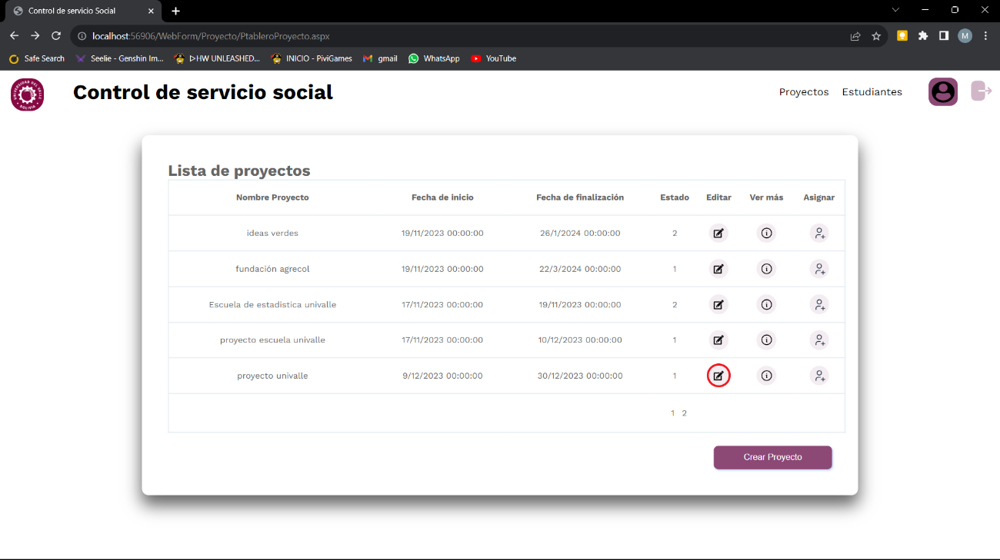 Control de servicio Social
localhost:56906/WebForm/Proyecto/PtableroProyecto.aspx
M
Safe Search Seelie - Genshin Im... ▷HW UNLEASHED... INICIO - PiviGames gmail WhatsApp YouTube
UNIVERSIDAD DEL VALLE BOLIVIA
Control de servicio social
Proyectos Estudiantes
Lista de proyectos
Nombre Proyecto Fecha de inicio Fecha de finalización Estado Editar Ver más Asignar
ideas verdes 19/11/2023 00:00:00 26/1/2024 00:00:00 2
fundación agrecol 19/11/2023 00:00:00 22/3/2024 00:00:00 1
Escuela de estadistica univalle 17/11/2023 00:00:00 19/11/2023 00:00:00 2
proyecto escuela univalle 17/11/2023 00:00:00 10/12/2023 00:00:00 1
proyecto univalle 9/12/2023 00:00:00 30/12/2023 00:00:00 1
1 2
Crear Proyecto